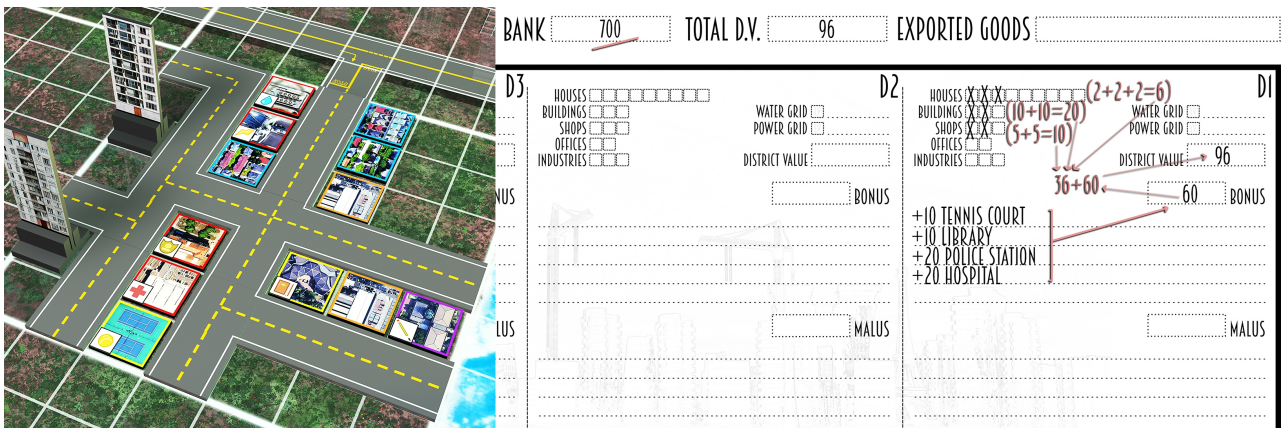 BANK 700 TOTAL D.V. 96 EXPORTED GOODS
D3
HOUSES
BUILDINGS
SHOPS
OFFICES
INDUSTRIES
WATER GRID
POWER GRID
DISTRICT VALUE
BONUS
MALUS
D2
HOUSES X X X (2+2+2=6)
BUILDINGS X X (10+10=20)
SHOPS X X (5+5=10)
OFFICES
INDUSTRIES
WATER GRID
POWER GRID
DISTRICT VALUE 96
36+60
60 BONUS
+10 TENNIS COURT
+10 LIBRARY
+20 POLICE STATION
+20 HOSPITAL
MALUS
D1
NUS
LUS